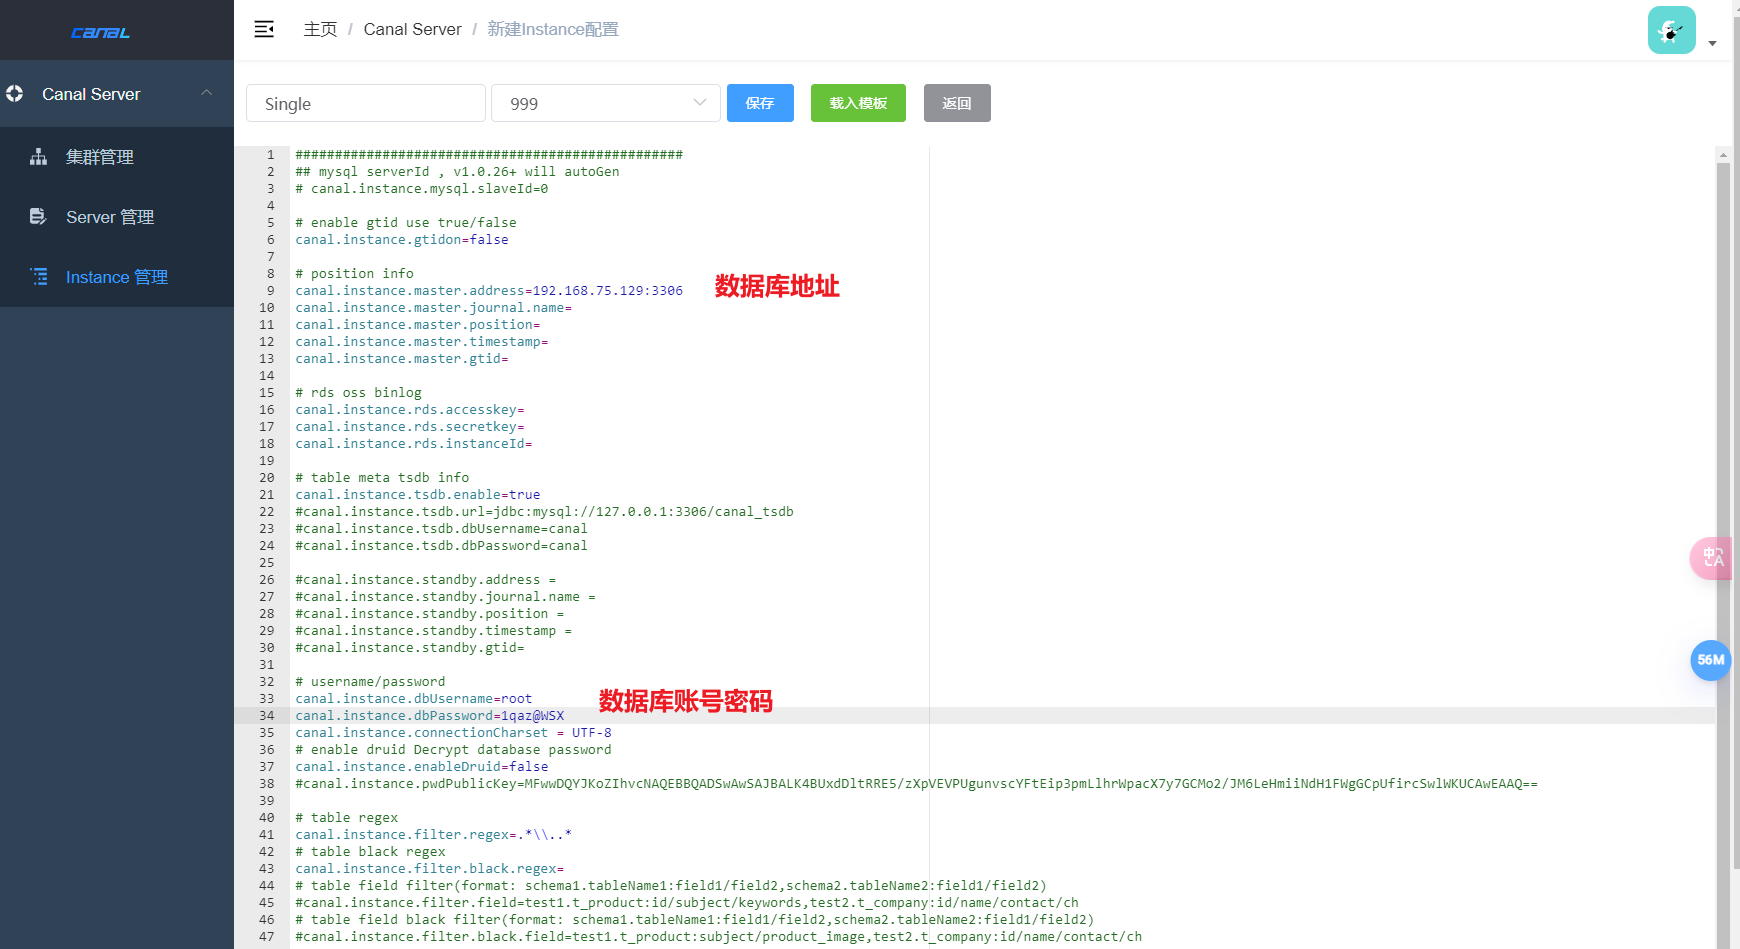 canal
主页 / Canal Server / 新建Instance配置
Canal Server
集群管理
Server 管理
Instance 管理
Single
999
保存
载入模板
返回
1 #################################################
2 ## mysql serverId , v1.0.26+ will autoGen
3 # canal.instance.mysql.slaveId=0
4
5 # enable gtid use true/false
6 canal.instance.gtidon=false
7
8 # position info
9 canal.instance.master.address=192.168.75.129:3306 数据库地址
10 canal.instance.master.journal.name=
11 canal.instance.master.position=
12 canal.instance.master.timestamp=
13 canal.instance.master.gtid=
14
15 # rds oss binlog
16 canal.instance.rds.accesskey=
17 canal.instance.rds.secretkey=
18 canal.instance.rds.instanceId=
19
20 # table meta tsdb info
21 canal.instance.tsdb.enable=true
22 #canal.instance.tsdb.url=jdbc:mysql://127.0.0.1:3306/canal_tsdb
23 #canal.instance.tsdb.dbUsername=canal
24 #canal.instance.tsdb.dbPassword=canal
25
26 #canal.instance.standby.address =
27 #canal.instance.standby.journal.name =
28 #canal.instance.standby.position =
29 #canal.instance.standby.timestamp =
30 #canal.instance.standby.gtid=
31
32 # username/password
33 canal.instance.dbUsername=root 数据库账号密码
34 canal.instance.dbPassword=1qaz@WSX
35 canal.instance.connectionCharset = UTF-8
36 # enable druid Decrypt database password
37 canal.instance.enableDruid=false
38 #canal.instance.pwdPublicKey=MFwwDQYJKoZIhvcNAQEBBQADSwAwSAJBALK4BUxdDltRRE5/zXpVEVPUgunvscYFtEip3pmLlhrWpacX7y7GCMo2/JM6LeHmiiNdH1FWgGCpUfircSwlWKUCAwEAAQ==
39
40 # table regex
41 canal.instance.filter.regex=.*\\..*
42 # table black regex
43 canal.instance.filter.black.regex=
44 # table field filter(format: schema1.tableName1:field1/field2,schema2.tableName2:field1/field2)
45 #canal.instance.filter.field=test1.t_product:id/subject/keywords,test2.t_company:id/name/contact/ch
46 # table field black filter(format: schema1.tableName1:field1/field2,schema2.tableName2:field1/field2)
47 #canal.instance.filter.black.field=test1.t_product:subject/product_image,test2.t_company:id/name/contact/ch
中A
56M